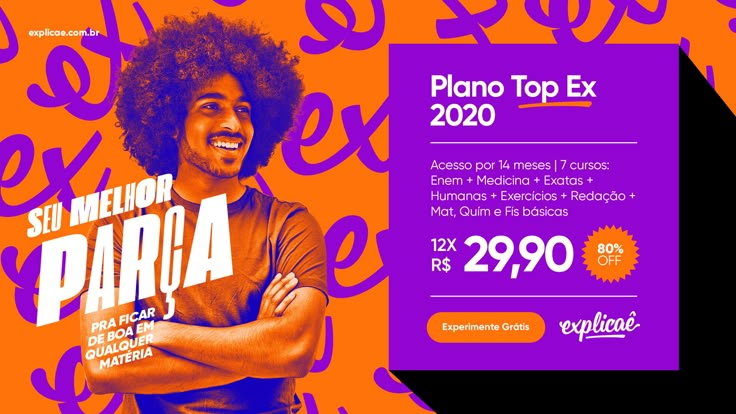 explicae.com.br
SEU MELHOR
PARÇA
PRA FICAR
DE BOA EM
QUALQUER
MATÉRIA
Plano Top Ex
2020
Acesso por 14 meses | 7 cursos:
Enem + Medicina + Exatas +
Humanas + Exercícios + Redação +
Mat, Quím e Fis básicas
12X
R$ 29,90
80%
OFF
Experimente Grátis
explicaê